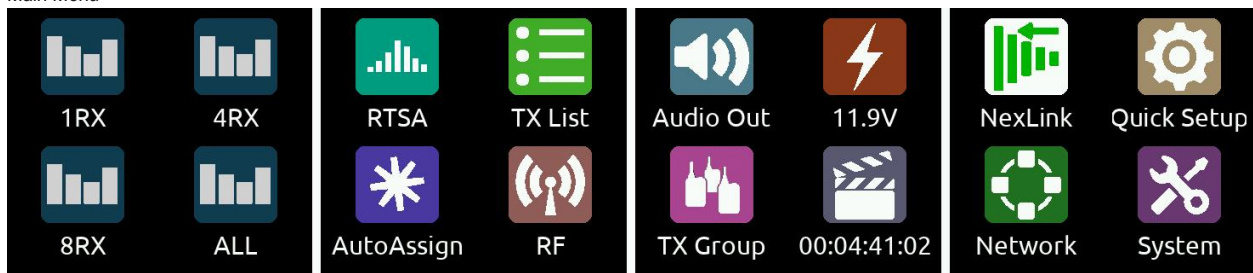 Main Menu
1RX 4RX RTSA TX List Audio Out 11.9V NexLink Quick Setup
8RX ALL AutoAssign RF TX Group 00:04:41:02 Network System